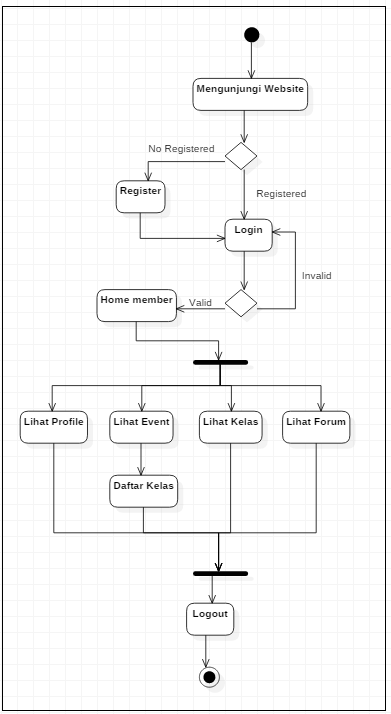 Mengunjungi Website
No Registered
Register
Registered
Login
Invalid
Home member
Valid
Lihat Profile
Lihat Event
Lihat Kelas
Lihat Forum
Daftar Kelas
Logout